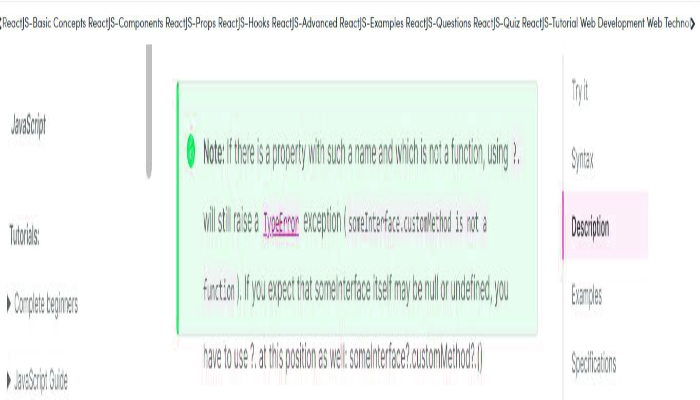 ReactJS-Basic Concepts ReactJS-Components ReactJS-Props ReactJS-Hooks ReactJS-Advanced ReactJS-Examples ReactJS-Questions ReactJS-Quiz ReactJS-Tutorial Web Development Web Techno
JavaScript
Tutorials:
Complete beginners
JavaScript Guide
Note: If there is a property with such a name and which is not a function, using ?.
will still raise a TypeError exception (someInterface.customMethod is not a
function). If you expect that someInterface itself may be null or undefined, you
have to use ?. at this position as well: someInterface?.customMethod?.()
Try it
Syntax
Description
Examples
Specifications